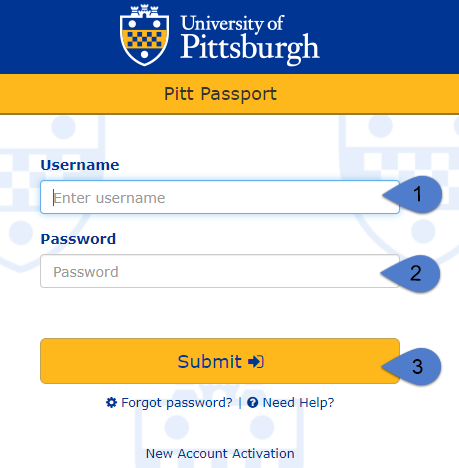 University of
Pittsburgh
Pitt Passport
Username
Enter username
1
Password
Password
2
Submit
3
Forgot password? | Need Help?
New Account Activation